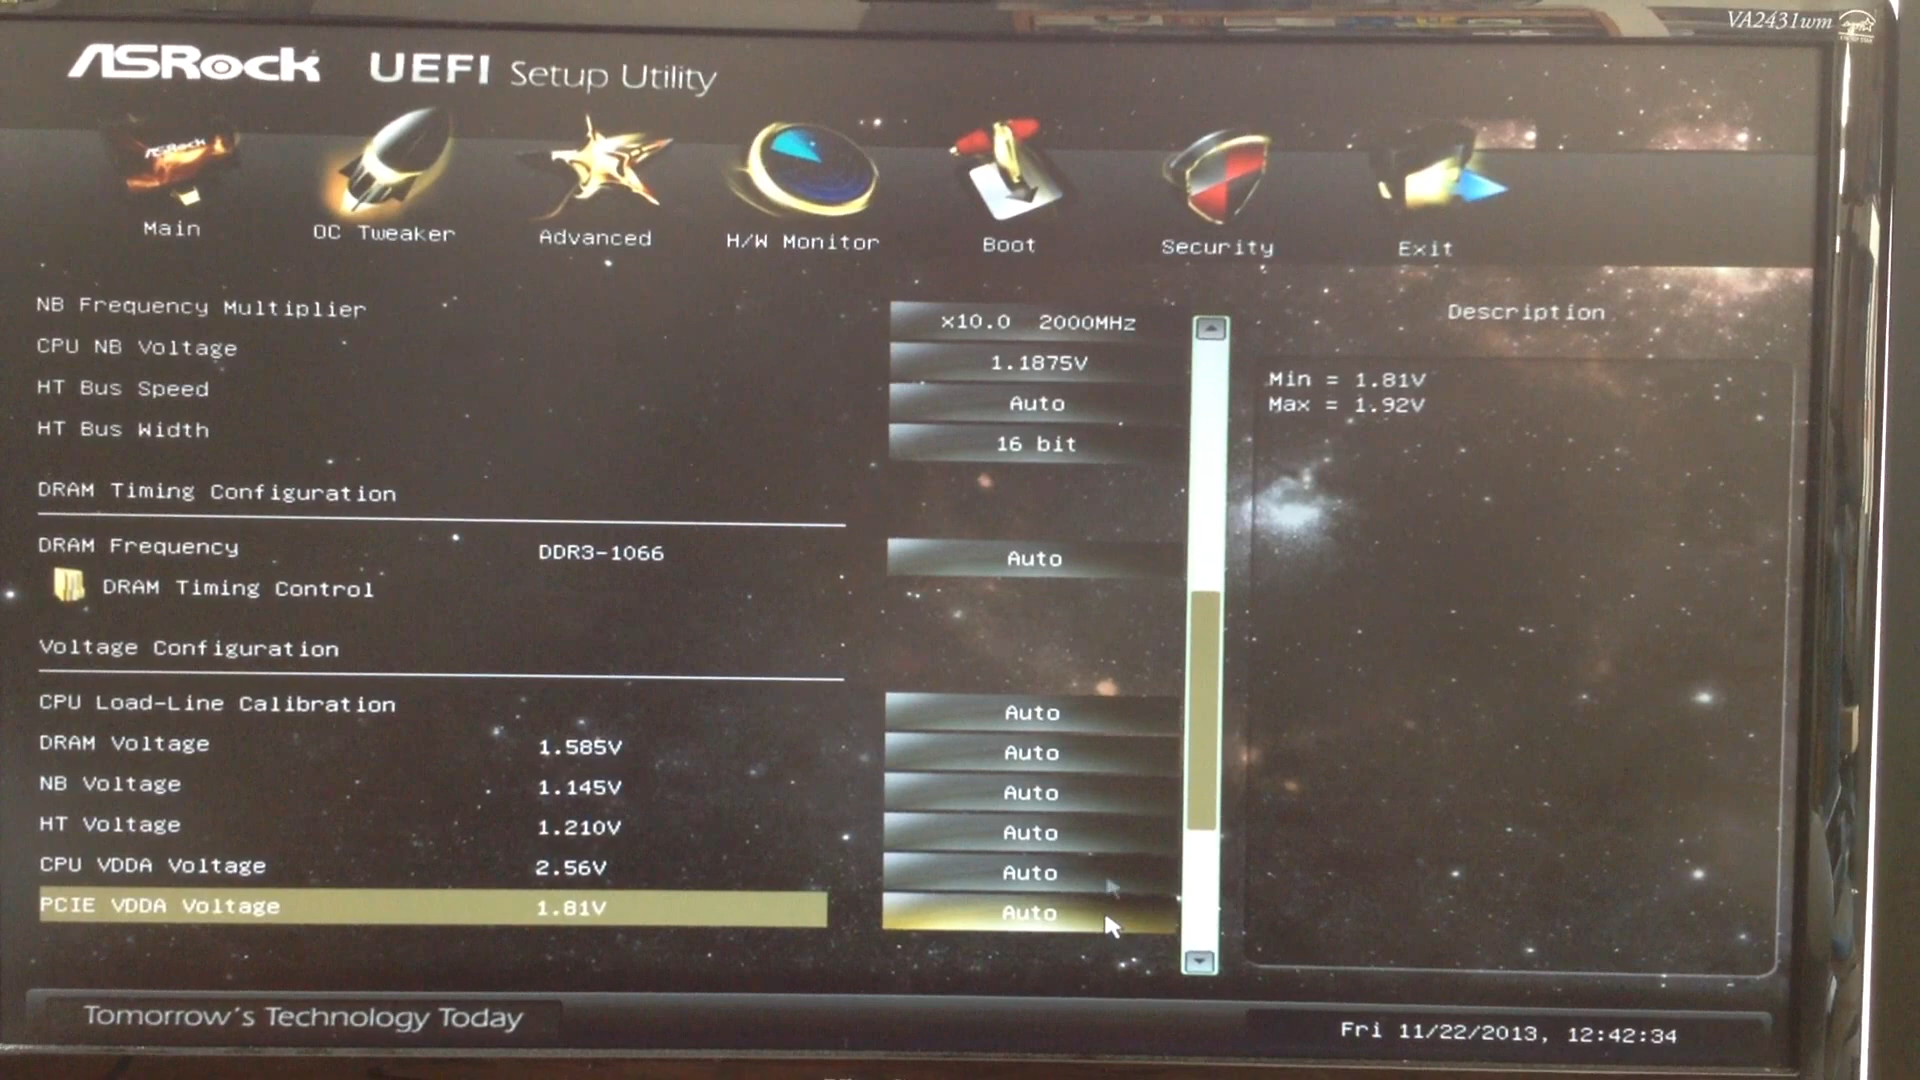 VA2431wm
ASRock UEFI Setup Utility
ASRock
Main OC Tweaker Advanced H/W Monitor Boot Security Exit
NB Frequency Multiplier x10.0 2000MHz
CPU NB Voltage 1.1875V
HT Bus Speed Auto
HT Bus Width 16 bit
DRAM Timing Configuration
DRAM Frequency DDR3-1066 Auto
DRAM Timing Control
Voltage Configuration
CPU Load-Line Calibration Auto
DRAM Voltage 1.585V Auto
NB Voltage 1.145V Auto
HT Voltage 1.210V Auto
CPU VDDA Voltage 2.56V Auto
PCIE VDDA Voltage 1.81V Auto
Description
Min = 1.81V
Max = 1.92V
Tomorrow's Technology Today
Fri 11/22/2013, 12:42:34